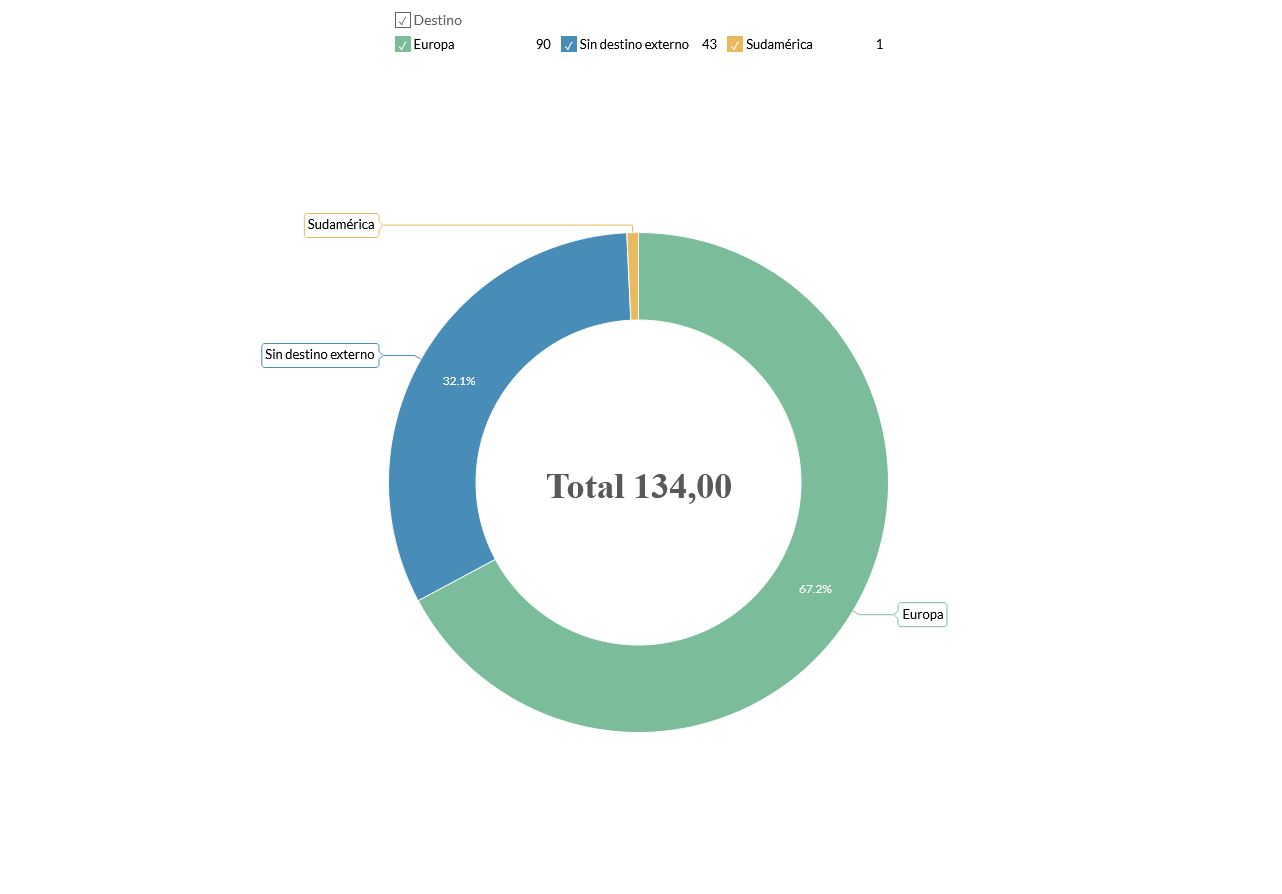 Destino
Europa 90 Sin destino externo 43 Sudamérica 1
Sudamérica
Sin destino externo
32.1%
Total 134,00
67.2%
Europa